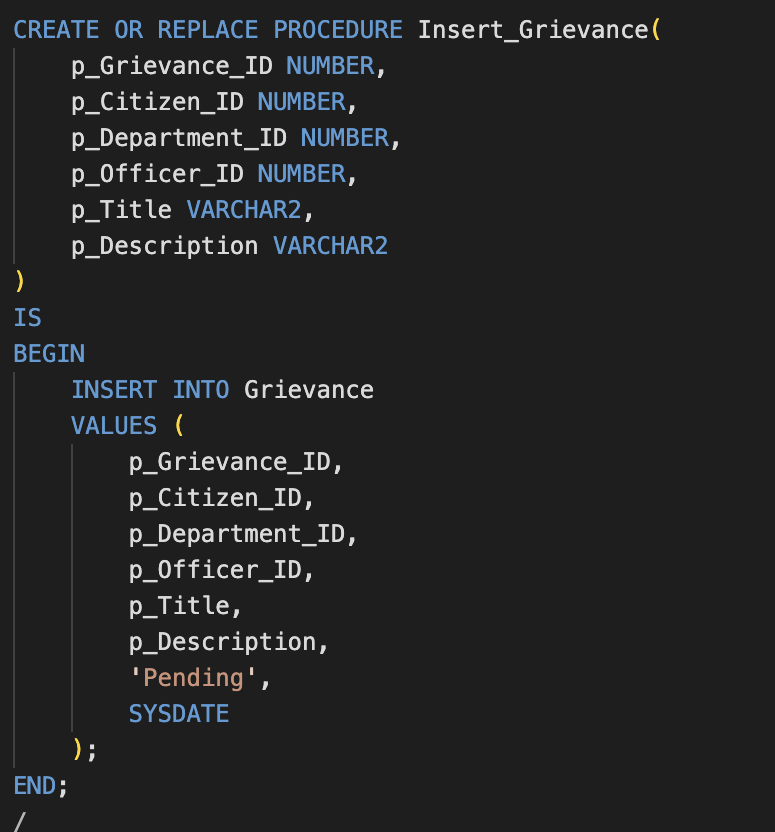 CREATE OR REPLACE PROCEDURE Insert_Grievance(
    p_Grievance_ID NUMBER,
    p_Citizen_ID NUMBER,
    p_Department_ID NUMBER,
    p_Officer_ID NUMBER,
    p_Title VARCHAR2,
    p_Description VARCHAR2
)
IS
BEGIN
    INSERT INTO Grievance
    VALUES (
        p_Grievance_ID,
        p_Citizen_ID,
        p_Department_ID,
        p_Officer_ID,
        p_Title,
        p_Description,
        'Pending',
        SYSDATE
    );
END;
/